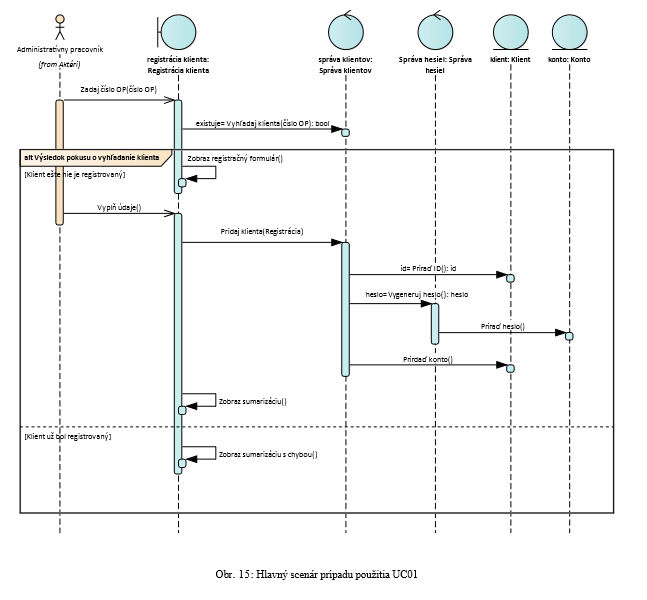 Administratívny pracovník
(from Aktéri)
registrácia klienta:
Registrácia klienta
správa klientov:
Správa klientov
Správa hesiel: Správa
hesiel
klient: Klient
konto: Konto
Zadaj číslo OP(číslo OP)
existuje= Vyhľadaj klienta(číslo OP): bool
alt Výsledok pokusu o vyhľadanie klienta
Zobraz registračný formulár()
[Klient ešte nie je registrovaný]
Vyplň údaje()
Pridaj klienta(Registrácia)
id= Priraď ID(): id
heslo= Vygeneruj heslo(): heslo
Priraď heslo()
Prirdaď konto()
Zobraz sumarizáciu()
[Klient už bol registrovaný]
Zobraz sumarizáciu s chybou()
Obr. 15: Hlavný scenár prípadu použitia UC01